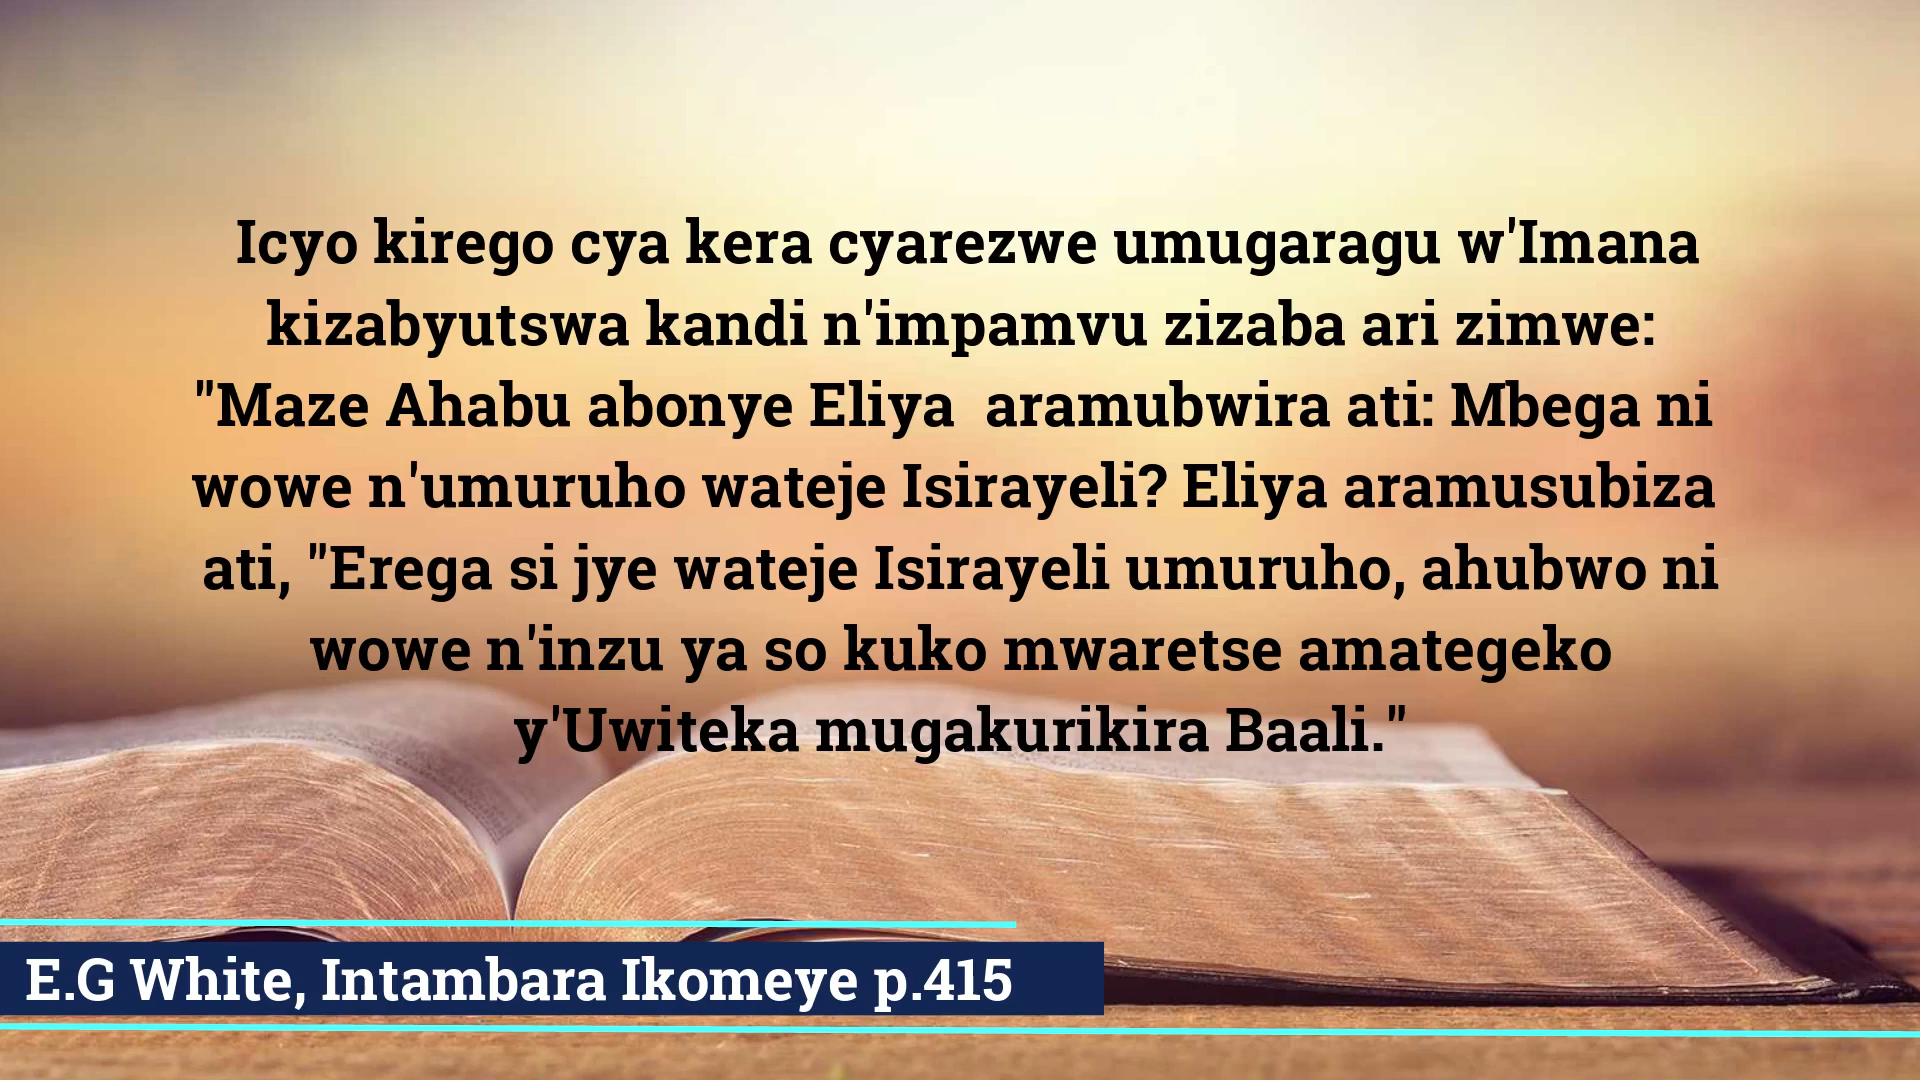 Icyo kirego cya kera cyarezwe umugaragu w'Imana
kizabyutswa kandi n'impamvu zizaba ari zimwe:
"Maze Ahabu abonye Eliya  aramubwira ati: Mbega ni
wowe n'umuruho wateje Isirayeli? Eliya aramusubiza
ati, "Erega si jye wateje Isirayeli umuruho, ahubwo ni
wowe n'inzu ya so kuko mwaretse amategeko
y'Uwiteka mugakurikira Baali."
E.G White, Intambara Ikomeye p.415